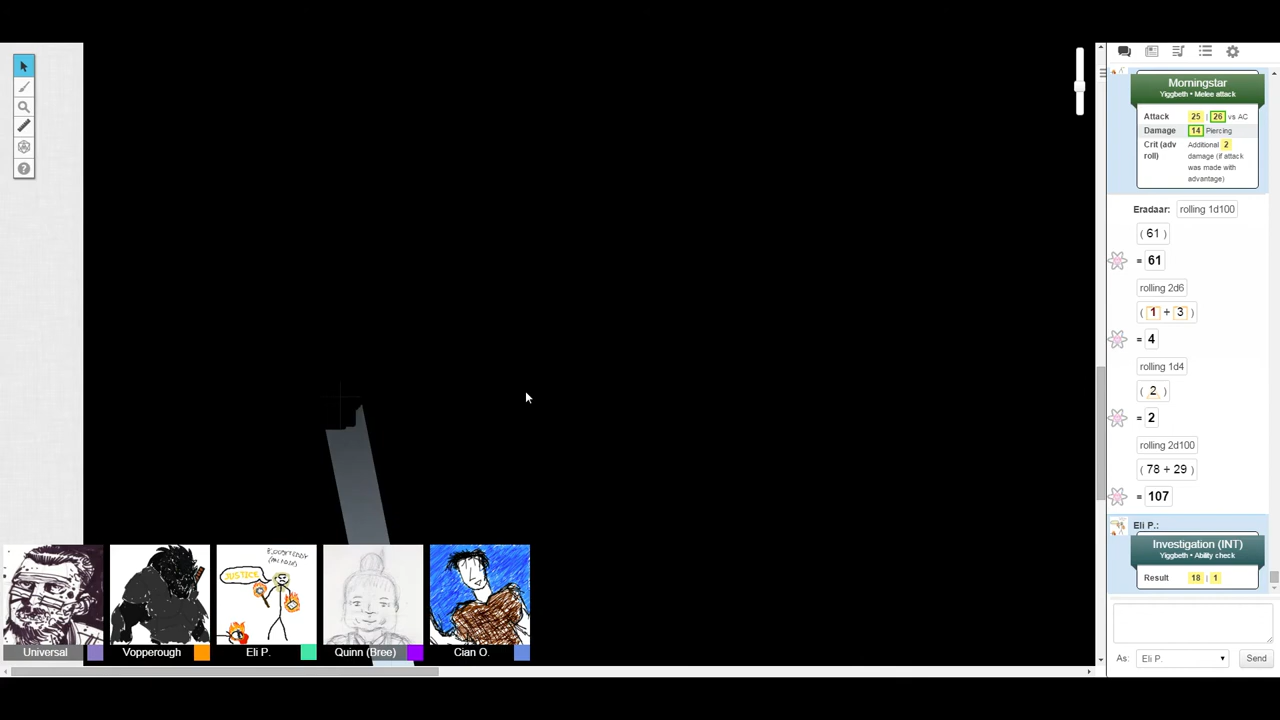 Morningstar
Yiggbeth • Melee attack
Attack 25 | 26 vs AC
Damage 14 Piercing
Crit (adv roll) Additional 2 damage (if attack was made with advantage)
Eradaar: rolling 1d100
( 61 )
= 61
rolling 2d6
( 1 + 3 )
= 4
rolling 1d4
( 2 )
= 2
rolling 2d100
( 78 + 29 )
= 107
Eli P.:
Investigation (INT)
Yiggbeth • Ability check
Result 18 | 1
As: Eli P. Send
JUSTICE
Universal
Vopperough
Eli P.
Quinn (Bree)
Cian O.